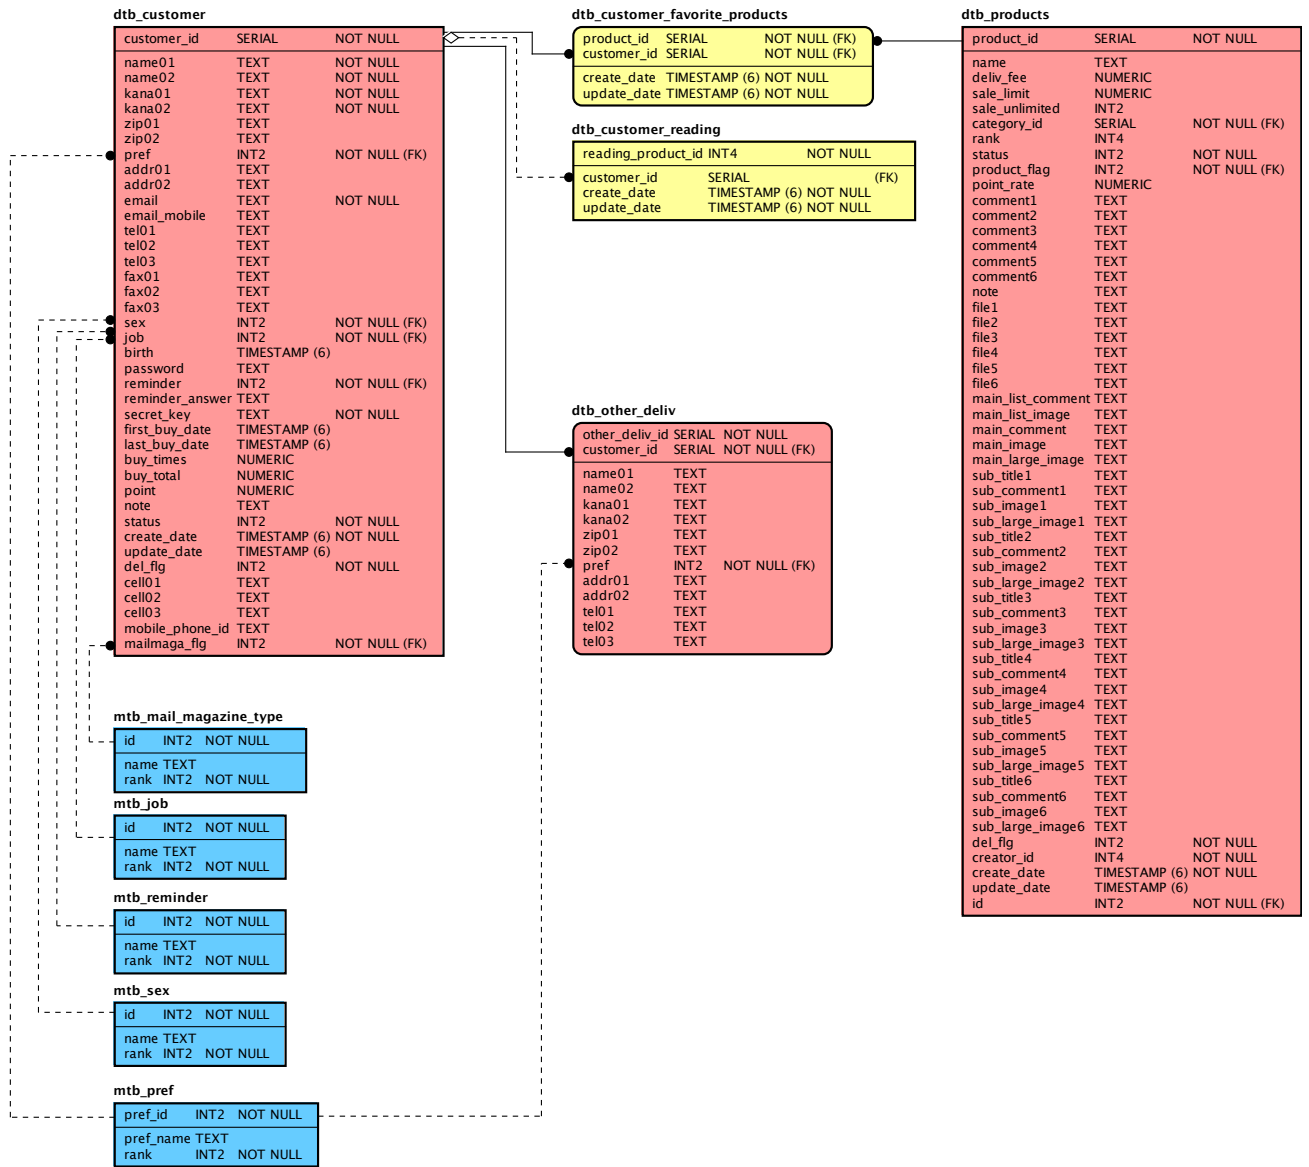 dtb_customer
customer_id SERIAL NOT NULL
name01 TEXT NOT NULL
name02 TEXT NOT NULL
kana01 TEXT NOT NULL
kana02 TEXT NOT NULL
zip01 TEXT
zip02 TEXT
pref INT2 NOT NULL (FK)
addr01 TEXT
addr02 TEXT
email TEXT NOT NULL
email_mobile TEXT
tel01 TEXT
tel02 TEXT
tel03 TEXT
fax01 TEXT
fax02 TEXT
fax03 TEXT
sex INT2 NOT NULL (FK)
job INT2 NOT NULL (FK)
birth TIMESTAMP (6)
password TEXT
reminder INT2 NOT NULL (FK)
reminder_answer TEXT
secret_key TEXT NOT NULL
first_buy_date TIMESTAMP (6)
last_buy_date TIMESTAMP (6)
buy_times NUMERIC
buy_total NUMERIC
point NUMERIC
note TEXT
status INT2 NOT NULL
create_date TIMESTAMP (6) NOT NULL
update_date TIMESTAMP (6)
del_flg INT2 NOT NULL
cell01 TEXT
cell02 TEXT
cell03 TEXT
mobile_phone_id TEXT
mailmaga_flg INT2 NOT NULL (FK)
mtb_mail_magazine_type
id INT2 NOT NULL
name TEXT
rank INT2 NOT NULL
mtb_job
id INT2 NOT NULL
name TEXT
rank INT2 NOT NULL
mtb_reminder
id INT2 NOT NULL
name TEXT
rank INT2 NOT NULL
mtb_sex
id INT2 NOT NULL
name TEXT
rank INT2 NOT NULL
mtb_pref
pref_id INT2 NOT NULL
pref_name TEXT
rank INT2 NOT NULL
dtb_customer_favorite_products
product_id SERIAL NOT NULL (FK)
customer_id SERIAL NOT NULL (FK)
create_date TIMESTAMP (6) NOT NULL
update_date TIMESTAMP (6) NOT NULL
dtb_customer_reading
reading_product_id INT4 NOT NULL
customer_id SERIAL (FK)
create_date TIMESTAMP (6) NOT NULL
update_date TIMESTAMP (6) NOT NULL
dtb_other_deliv
other_deliv_id SERIAL NOT NULL
customer_id SERIAL NOT NULL (FK)
name01 TEXT
name02 TEXT
kana01 TEXT
kana02 TEXT
zip01 TEXT
zip02 TEXT
pref INT2 NOT NULL (FK)
addr01 TEXT
addr02 TEXT
tel01 TEXT
tel02 TEXT
tel03 TEXT
dtb_products
product_id SERIAL NOT NULL
name TEXT
deliv_fee NUMERIC
sale_limit NUMERIC
sale_unlimited INT2
category_id SERIAL NOT NULL (FK)
rank INT4
status INT2 NOT NULL
product_flag INT2 NOT NULL (FK)
point_rate NUMERIC
comment1 TEXT
comment2 TEXT
comment3 TEXT
comment4 TEXT
comment5 TEXT
comment6 TEXT
note TEXT
file1 TEXT
file2 TEXT
file3 TEXT
file4 TEXT
file5 TEXT
file6 TEXT
main_list_comment TEXT
main_list_image TEXT
main_comment TEXT
main_image TEXT
main_large_image TEXT
sub_title1 TEXT
sub_comment1 TEXT
sub_image1 TEXT
sub_large_image1 TEXT
sub_title2 TEXT
sub_comment2 TEXT
sub_image2 TEXT
sub_large_image2 TEXT
sub_title3 TEXT
sub_comment3 TEXT
sub_image3 TEXT
sub_large_image3 TEXT
sub_title4 TEXT
sub_comment4 TEXT
sub_image4 TEXT
sub_large_image4 TEXT
sub_title5 TEXT
sub_comment5 TEXT
sub_image5 TEXT
sub_large_image5 TEXT
sub_title6 TEXT
sub_comment6 TEXT
sub_image6 TEXT
sub_large_image6 TEXT
del_flg INT2 NOT NULL
creator_id INT4 NOT NULL
create_date TIMESTAMP (6) NOT NULL
update_date TIMESTAMP (6)
id INT2 NOT NULL (FK)